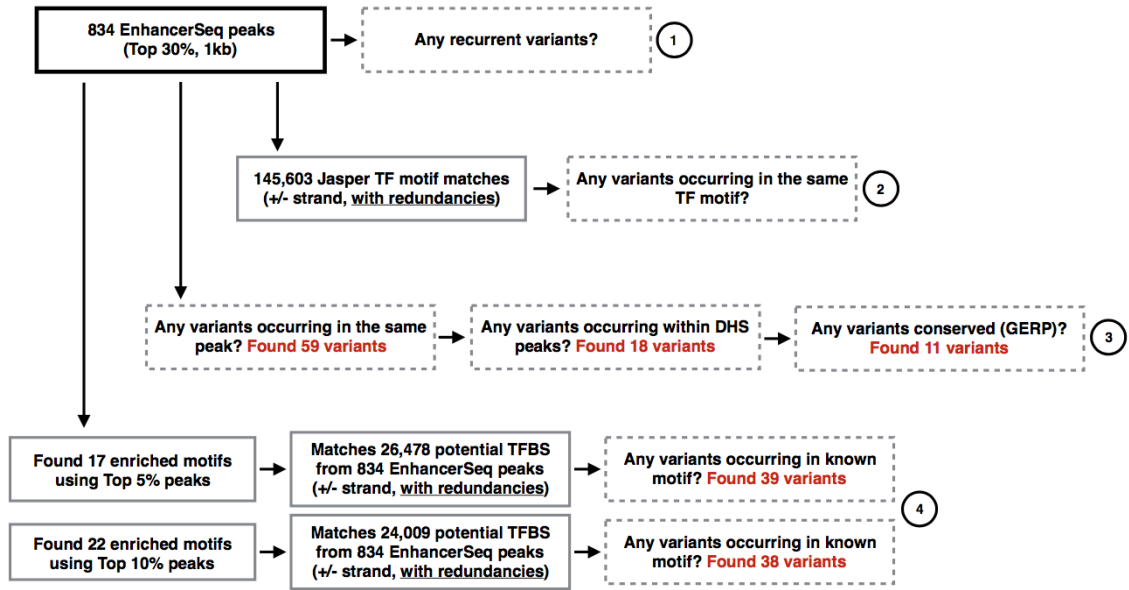 834 EnhancerSeq peaks
(Top 30%, 1kb)
Any recurrent variants?
1
145,603 Jasper TF motif matches
(+/- strand, with redundancies)
Any variants occurring in the same
TF motif?
2
Any variants occurring in the same
peak? Found 59 variants
Any variants occurring within DHS
peaks? Found 18 variants
Any variants conserved (GERP)?
Found 11 variants
3
Found 17 enriched motifs
using Top 5% peaks
Matches 26,478 potential TFBS
from 834 EnhancerSeq peaks
(+/- strand, with redundancies)
Any variants occurring in known
motif? Found 39 variants
4
Found 22 enriched motifs
using Top 10% peaks
Matches 24,009 potential TFBS
from 834 EnhancerSeq peaks
(+/- strand, with redundancies)
Any variants occurring in known
motif? Found 38 variants